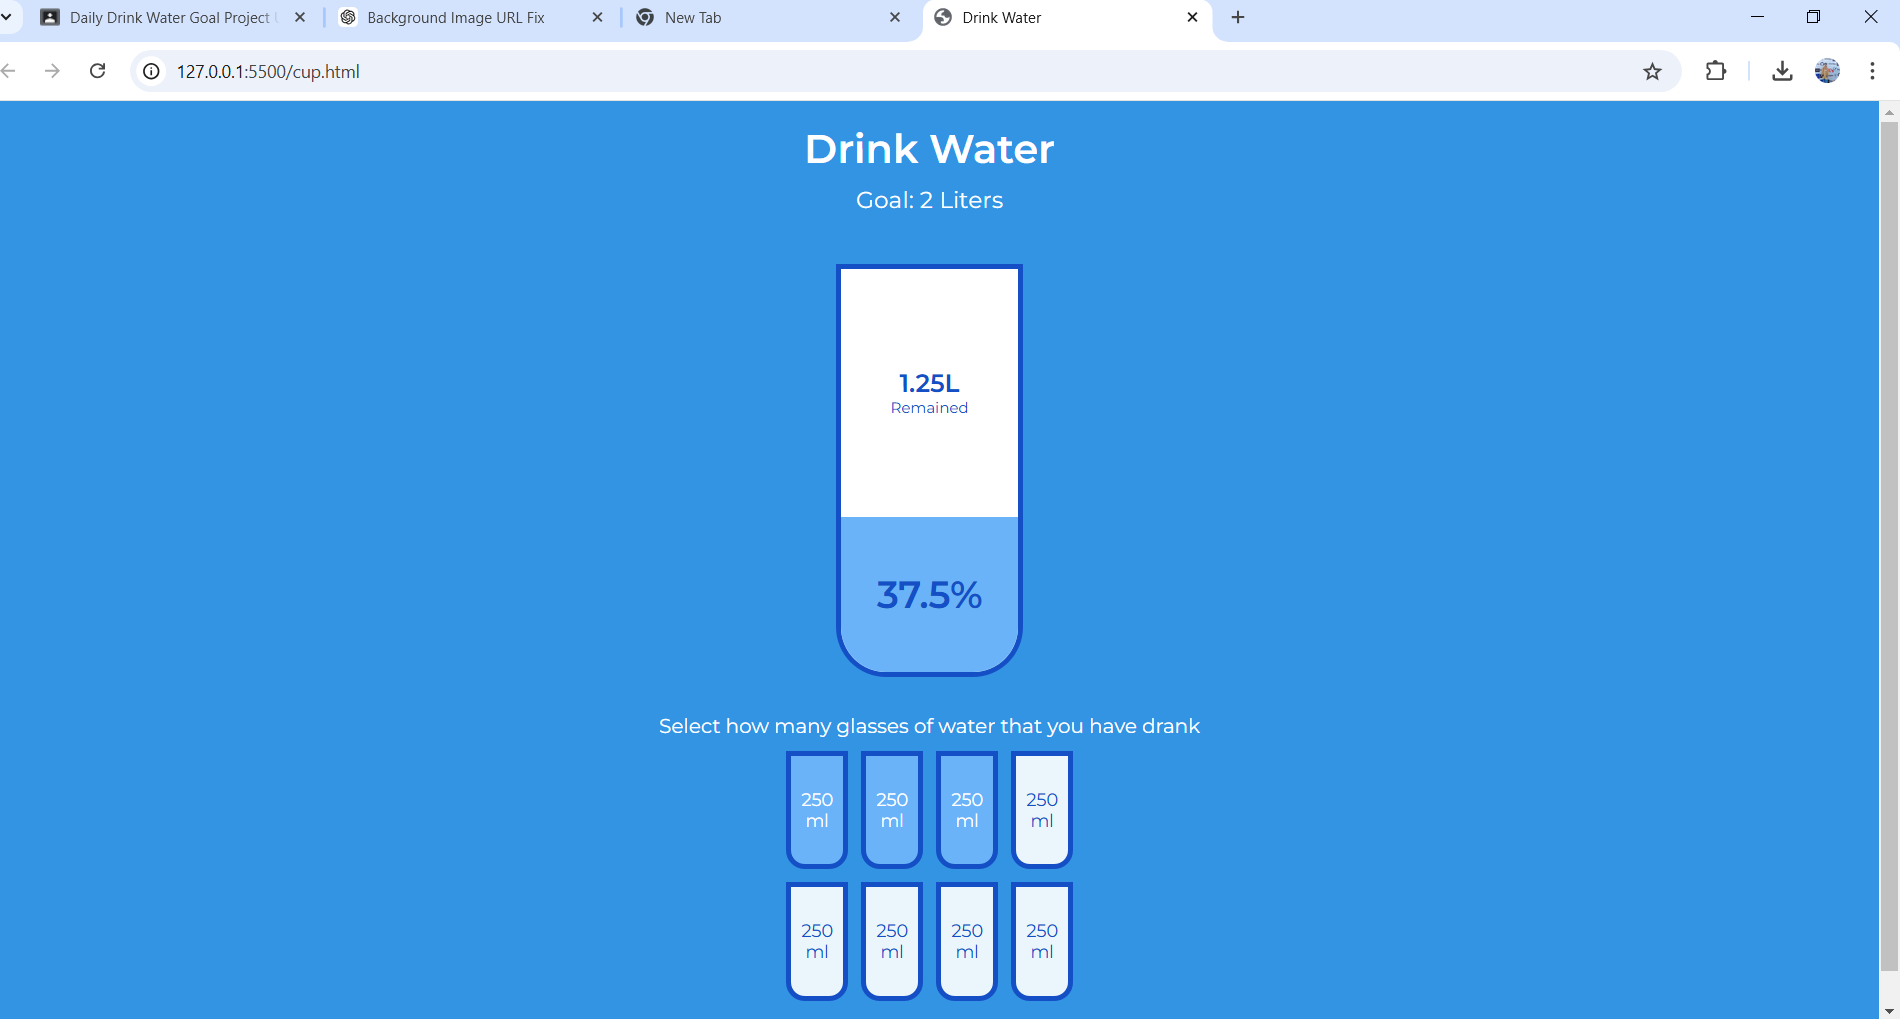 Daily Drink Water Goal Project
Background Image URL Fix
New Tab
Drink Water
127.0.0.1:5500/cup.html
Drink Water
Goal: 2 Liters
1.25L
Remained
37.5%
Select how many glasses of water that you have drank
250 250 250 250
ml ml ml ml
250 250 250 250
ml ml ml ml